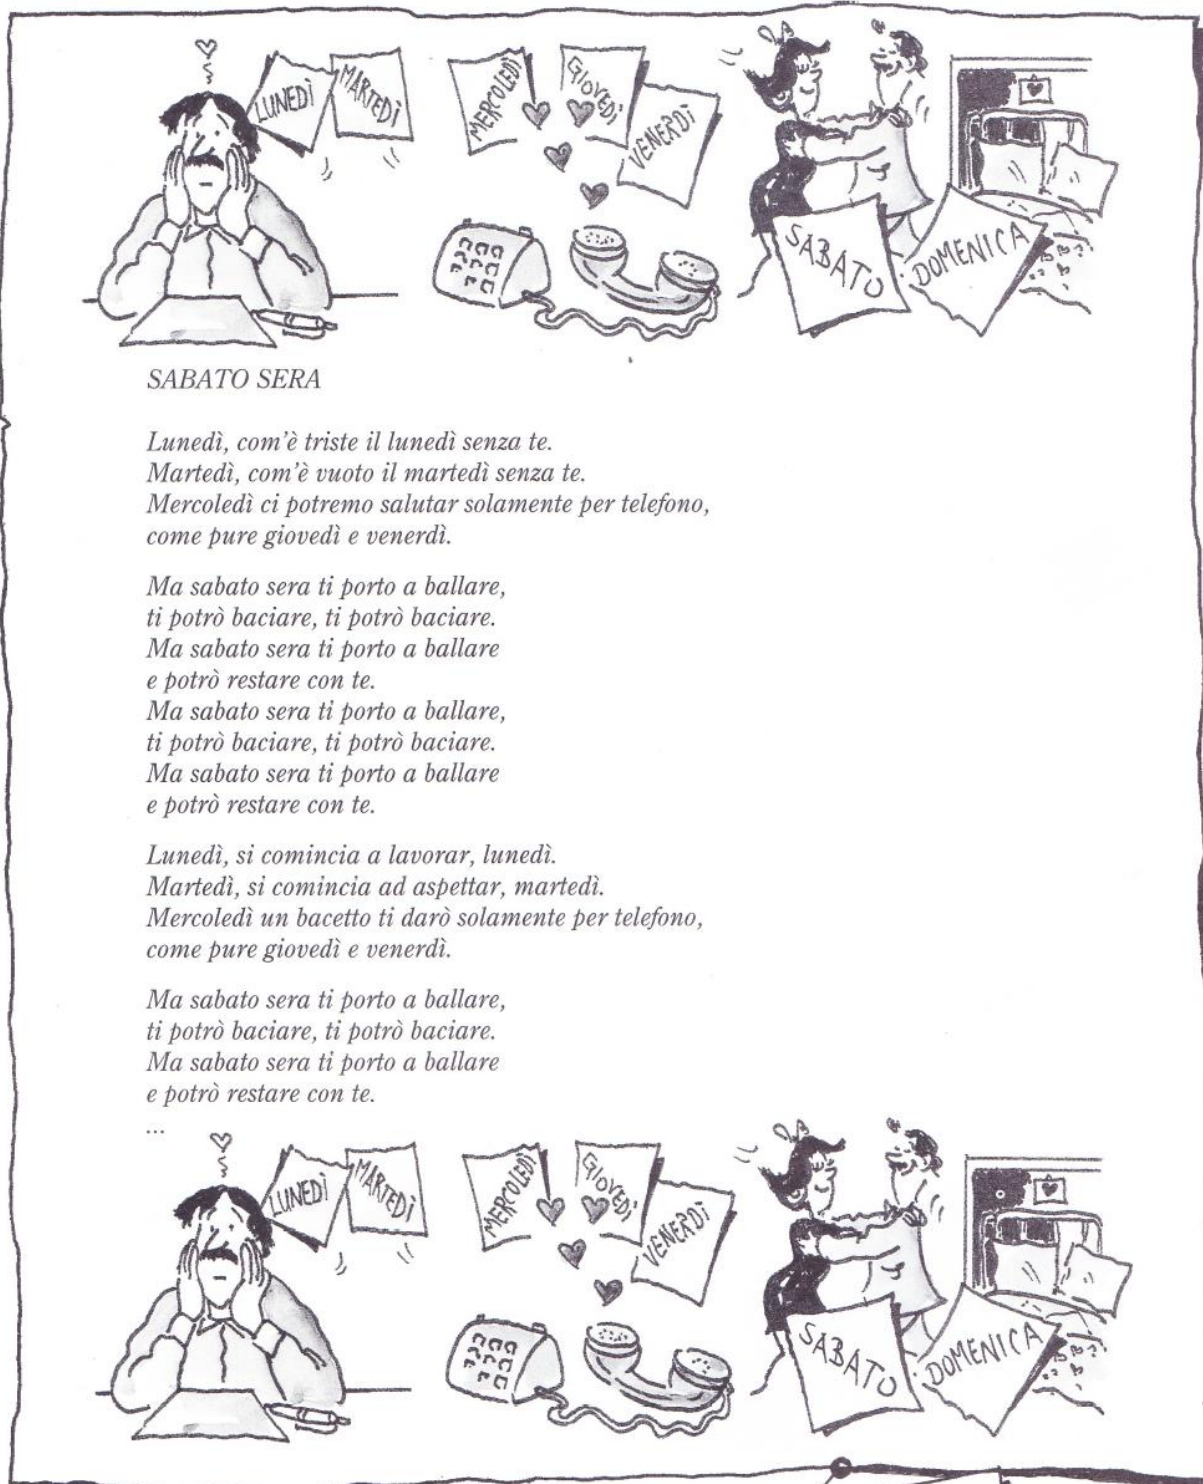 LUNEDÌ
MARTEDÌ
MERCOLEDÌ
GIOVEDÌ
VENERDÌ
SABATO
DOMENICA
SABATO SERA
Lunedì, com'è triste il lunedì senza te.
Martedì, com'è vuoto il martedì senza te.
Mercoledì ci potremo salutar solamente per telefono,
come pure giovedì e venerdì.
Ma sabato sera ti porto a ballare,
ti potrò baciare, ti potrò baciare.
Ma sabato sera ti porto a ballare
e potrò restare con te.
Ma sabato sera ti porto a ballare,
ti potrò baciare, ti potrò baciare.
Ma sabato sera ti porto a ballare
e potrò restare con te.
Lunedì, si comincia a lavorar, lunedì.
Martedì, si comincia ad aspettar, martedì.
Mercoledì un bacetto ti darò solamente per telefono,
come pure giovedì e venerdì.
Ma sabato sera ti porto a ballare,
ti potrò baciare, ti potrò baciare.
Ma sabato sera ti porto a ballare
e potrò restare con te.
...
LUNEDÌ
MARTEDÌ
MERCOLEDÌ
GIOVEDÌ
VENERDÌ
SABATO
DOMENICA